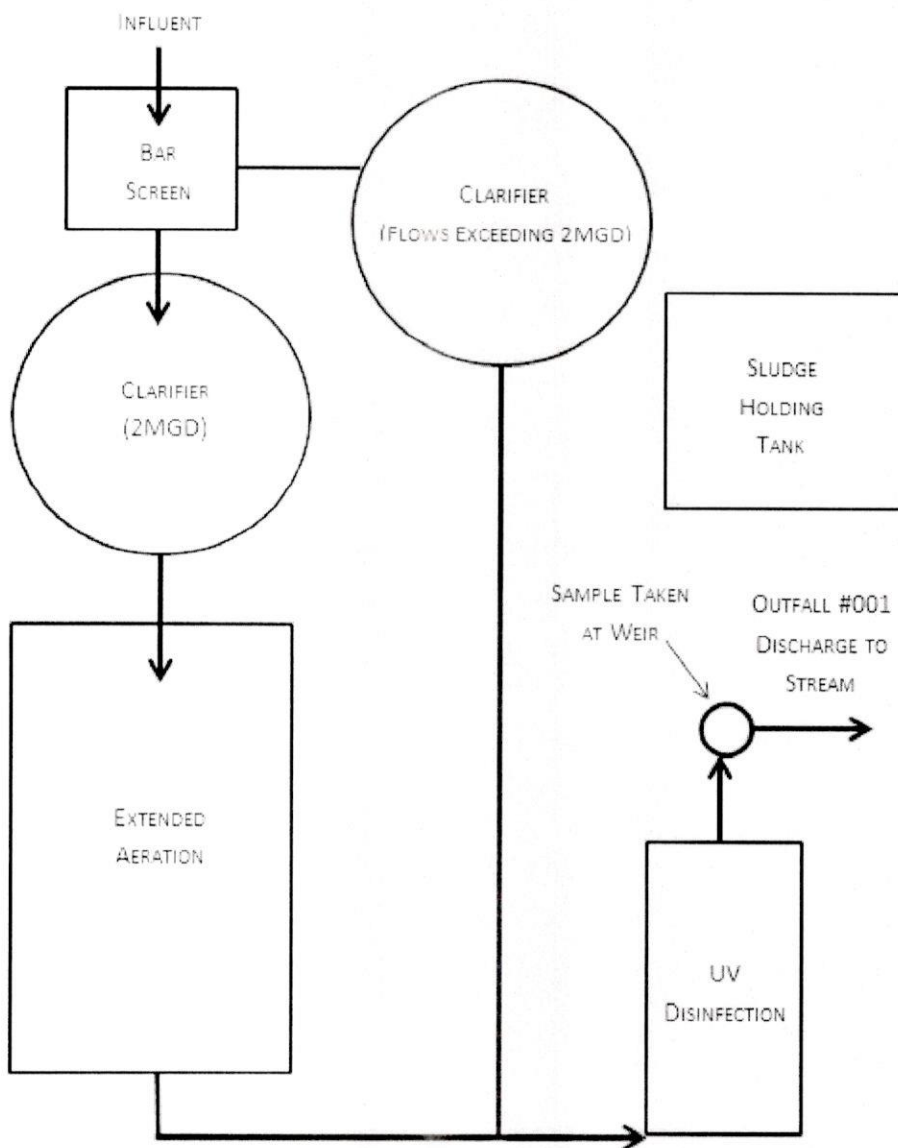 INFLUENT
BAR
SCREEN
CLARIFIER
(FLOWS EXCEEDING 2MGD)
CLARIFIER
(2MGD)
SLUDGE
HOLDING
TANK
SAMPLE TAKEN
AT WEIR
OUTFALL #001
DISCHARGE TO
STREAM
EXTENDED
AERATION
UV
DISINFECTION